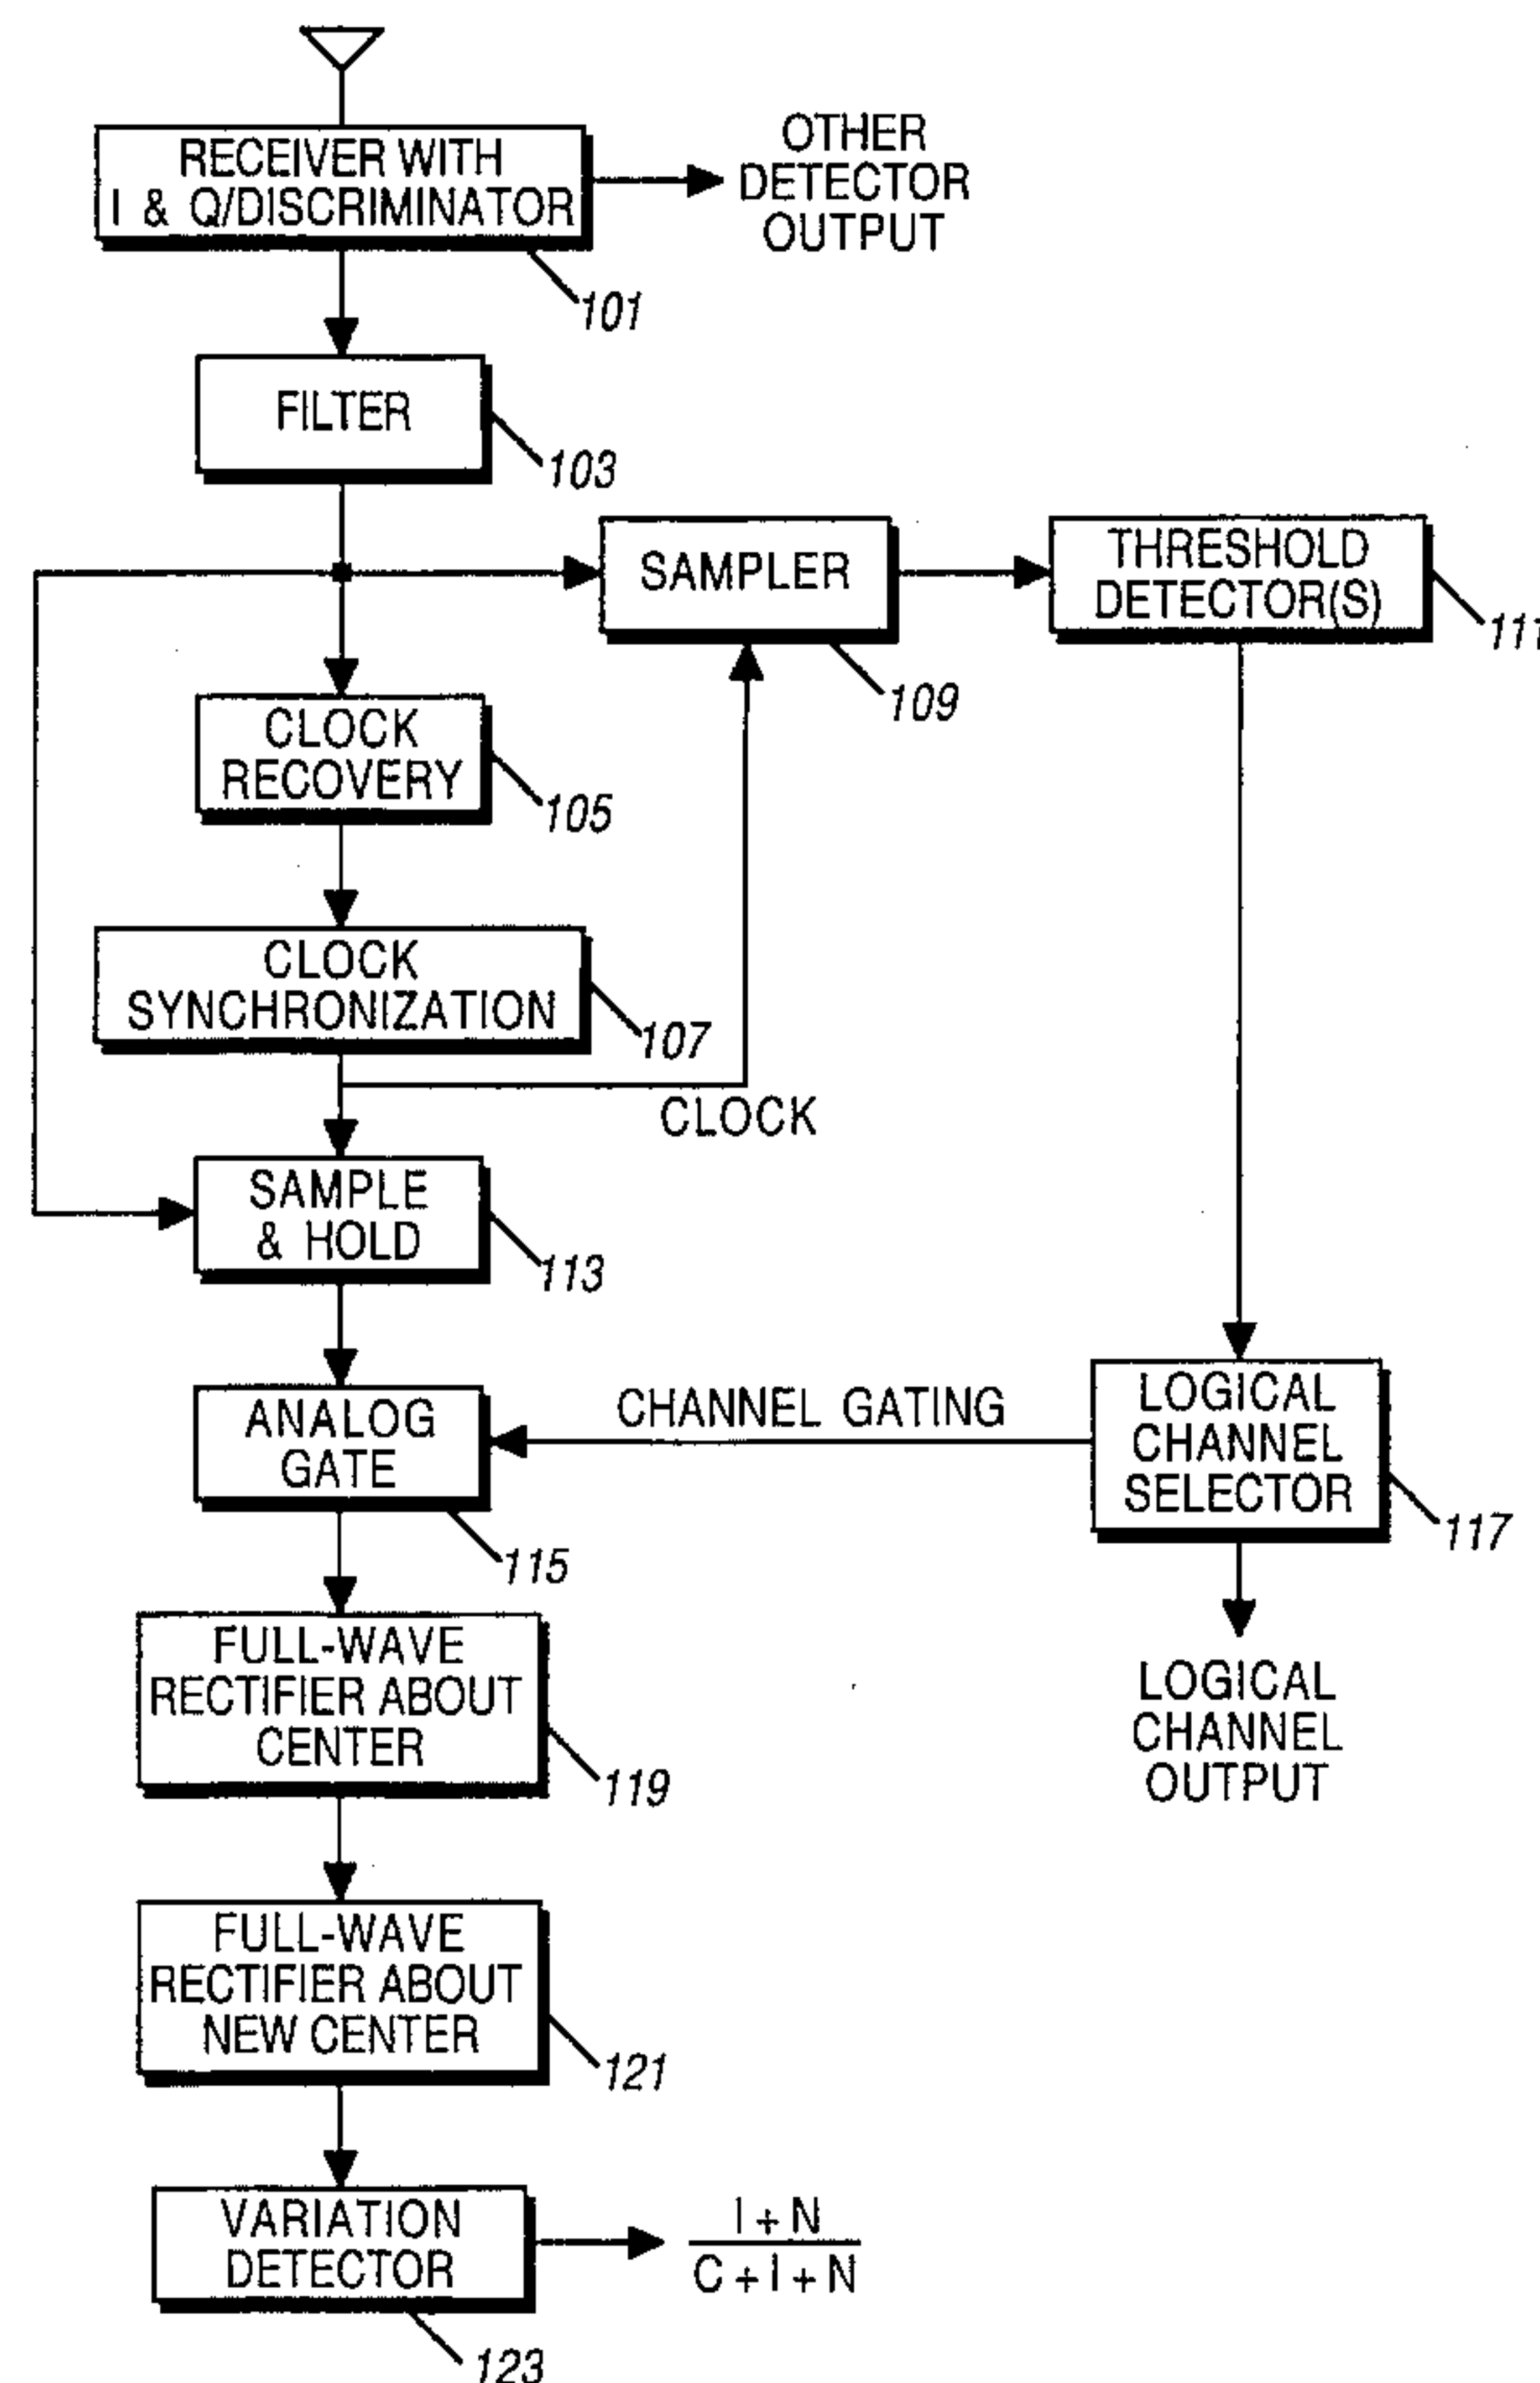 RECEIVER WITH
I & Q/DISCRIMINATOR
OTHER
DETECTOR
OUTPUT
101
FILTER
103
SAMPLER
109
THRESHOLD
DETECTOR(S)
111
CLOCK
RECOVERY
105
CLOCK
SYNCHRONIZATION
107
CLOCK
SAMPLE
& HOLD
113
ANALOG
GATE
115
CHANNEL GATING
LOGICAL
CHANNEL
SELECTOR
117
LOGICAL
CHANNEL
OUTPUT
FULL-WAVE
RECTIFIER ABOUT
CENTER
119
FULL-WAVE
RECTIFIER ABOUT
NEW CENTER
121
VARIATION
DETECTOR
123
I + N
C + I + N